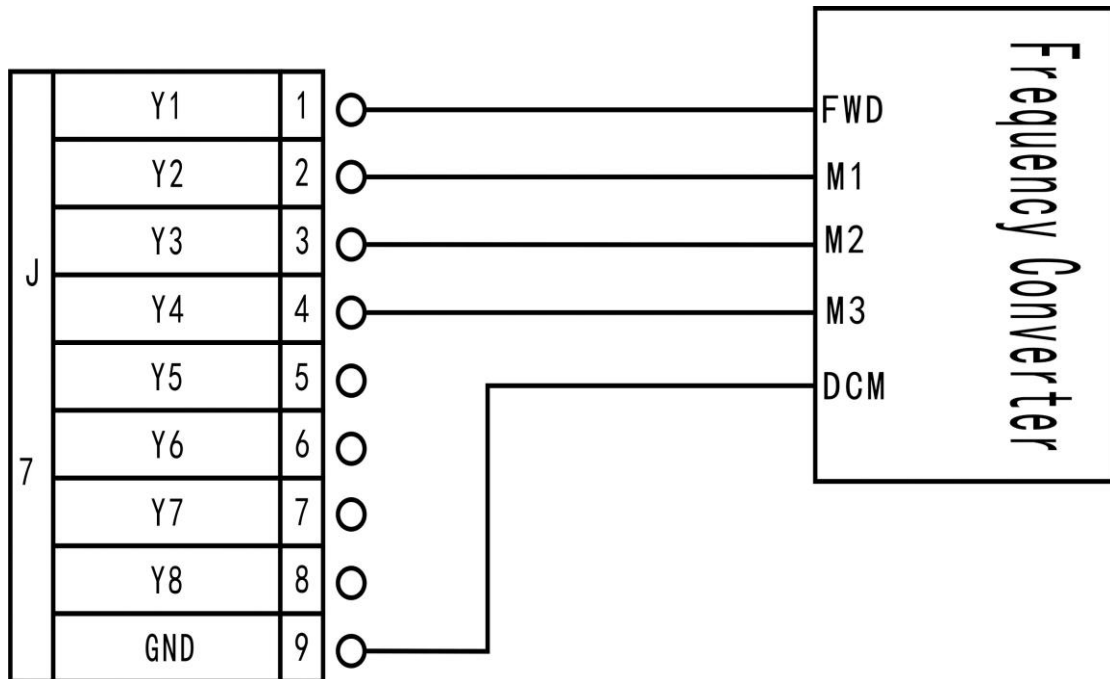 J
7
Y1 1
Y2 2
Y3 3
Y4 4
Y5 5
Y6 6
Y7 7
Y8 8
GND 9
FWD
M1
M2
M3
DCM
Frequency Converter